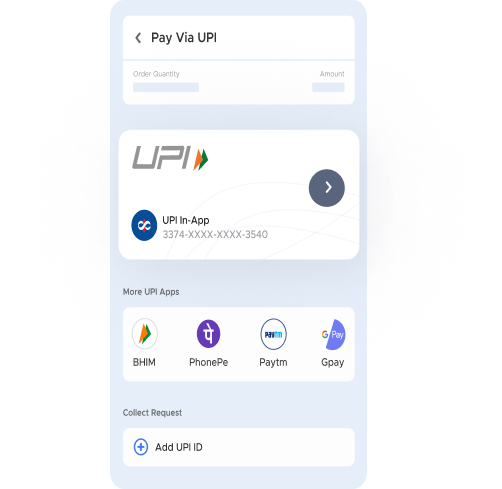 Pay Via UPI
Order Quantity Amount
UPI
UPI In-App
3374-XXXX-XXXX-3540
More UPI Apps
पे paytm G Pay
BHIM PhonePe Paytm Gpay
Collect Request
Add UPI ID